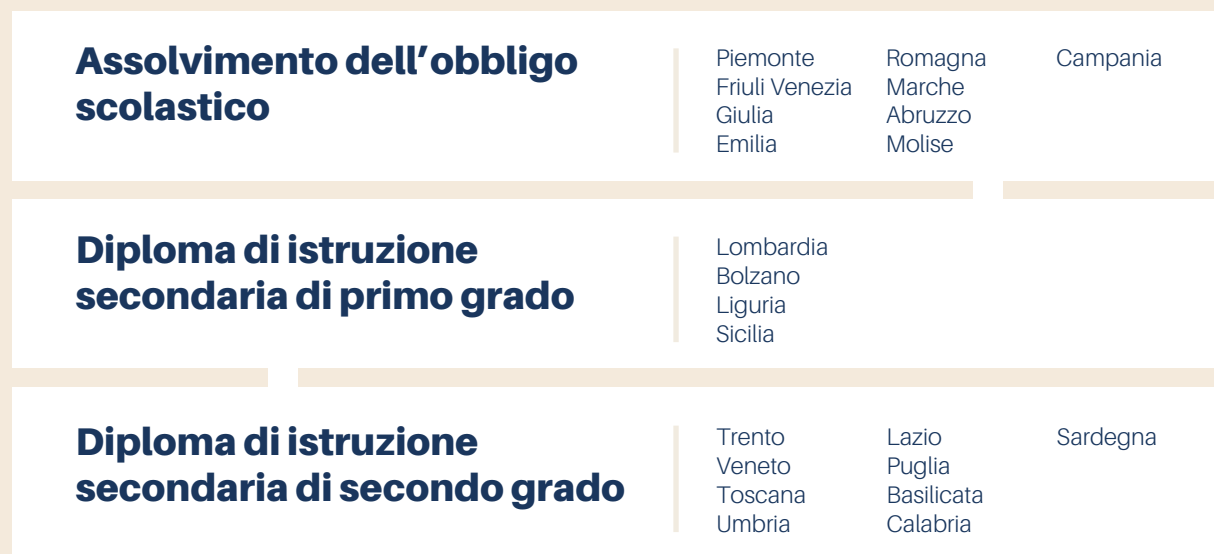 Assolvimento dell’obbligo
scolastico
Piemonte
Friuli Venezia
Giulia
Emilia
Romagna
Marche
Abruzzo
Molise
Campania
Diploma di istruzione
secondaria di primo grado
Lombardia
Bolzano
Liguria
Sicilia
Diploma di istruzione
secondaria di secondo grado
Trento
Veneto
Toscana
Umbria
Lazio
Puglia
Basilicata
Calabria
Sardegna